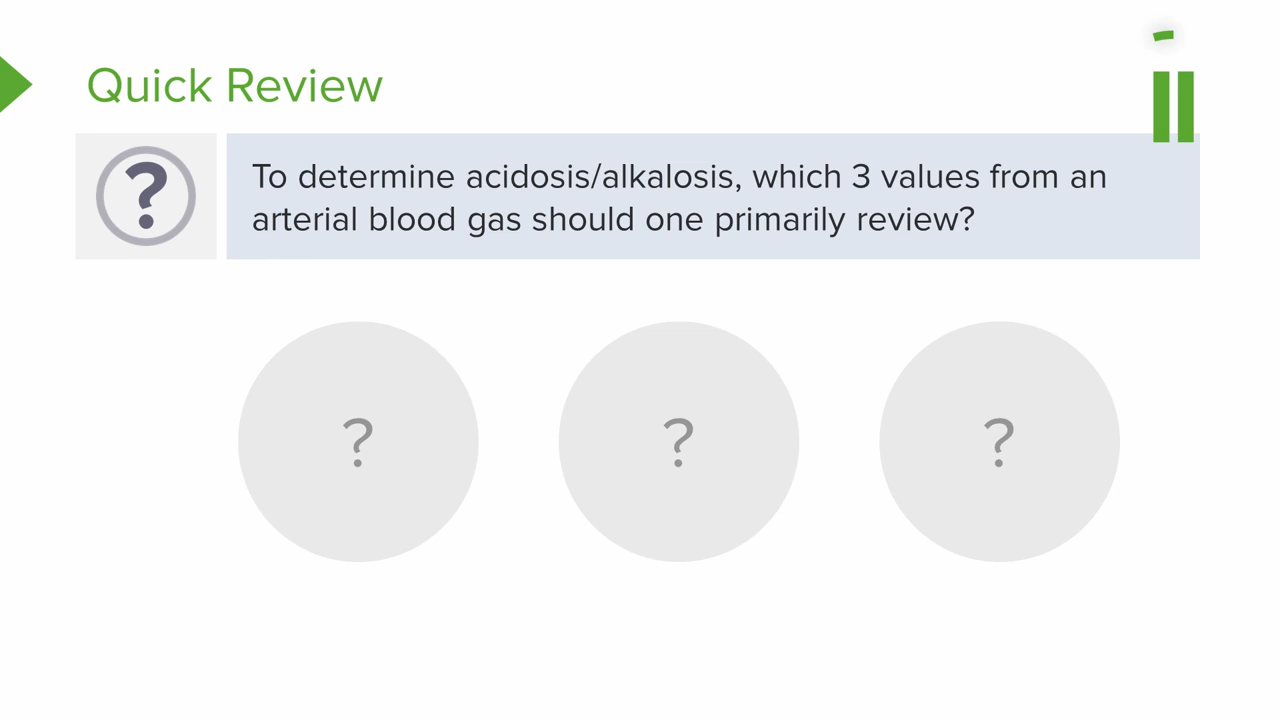 Quick Review
?
To determine acidosis/alkalosis, which 3 values from an
arterial blood gas should one primarily review?
? ? ?